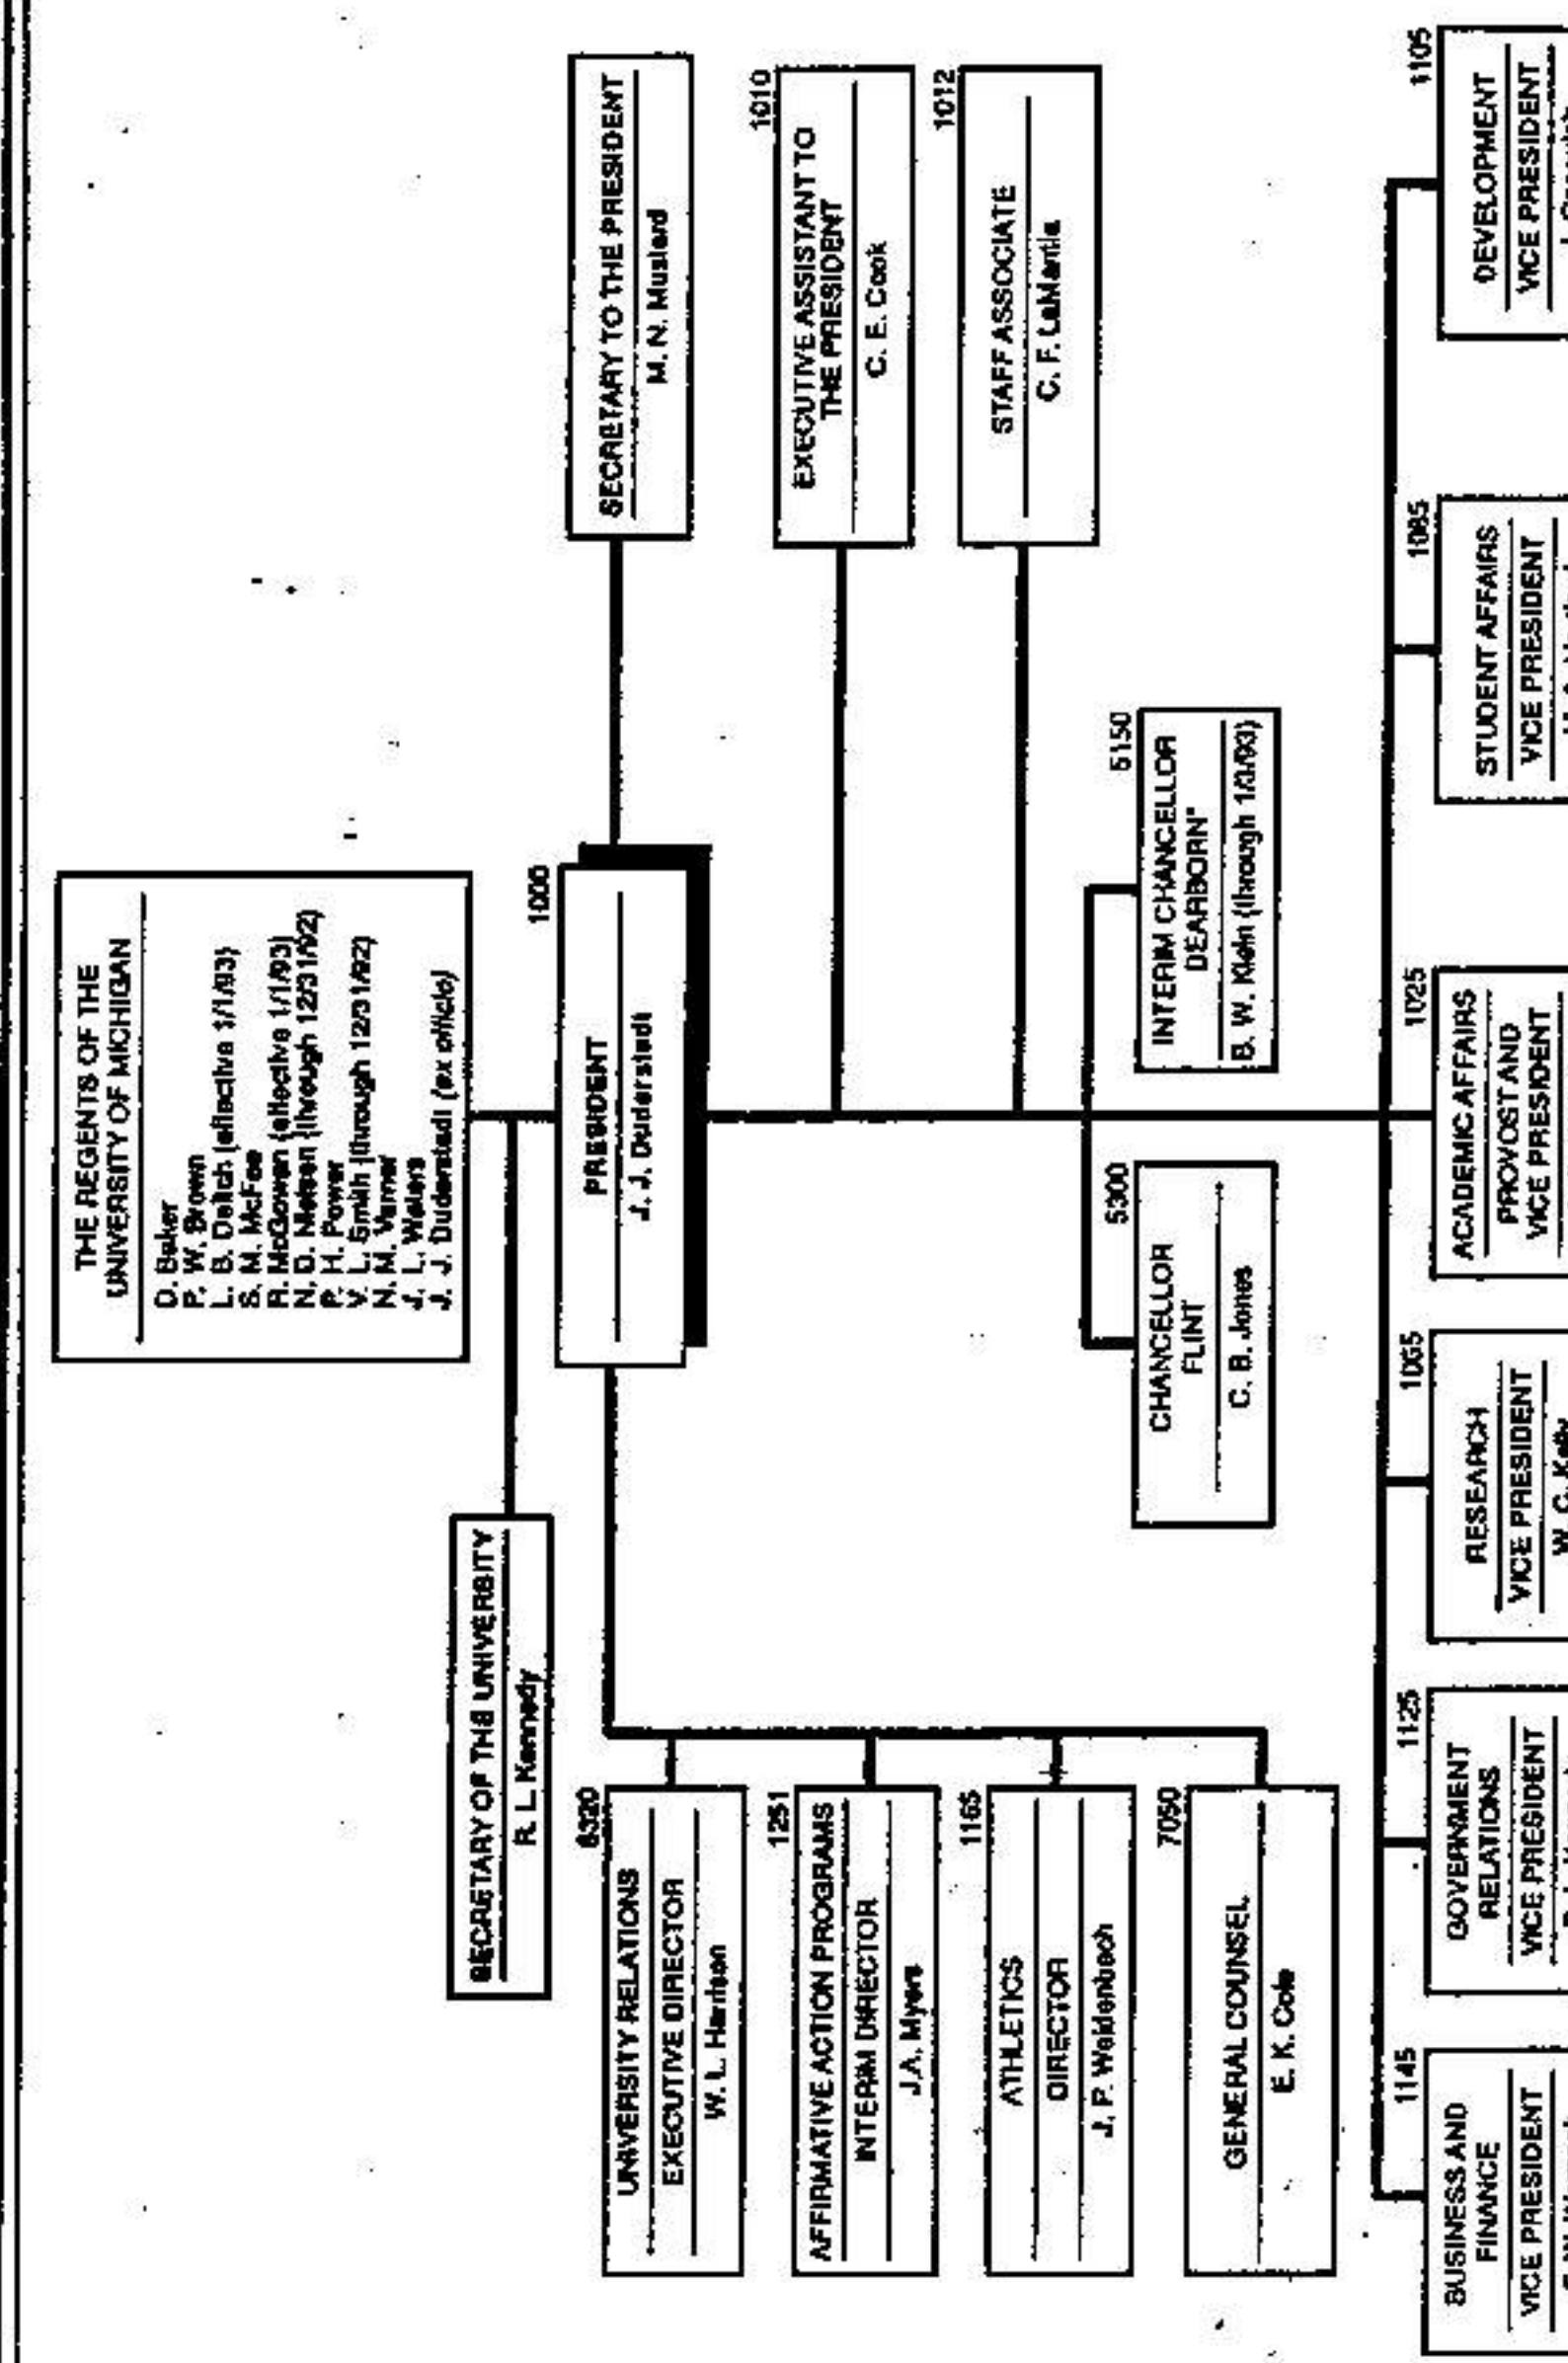 THE REGENTS OF THE
UNIVERSITY OF MICHIGAN
D. Baker
P. W. Brown
L. B. Deitch (effective 1/1/93)
S. M. McFee
R. McGowen (effective 1/1/93)
N. D. Nielsen (through 12/31/92)
P. H. Power
V. L. Smith (through 12/31/92)
N. M. Varner
J. L. Waters
J. J. Duderstadt (ex officio)
SECRETARY OF THE UNIVERSITY
R. L. Kennedy
1000
PRESIDENT
J. J. Duderstadt
SECRETARY TO THE PRESIDENT
M. N. Mustard
6320
UNIVERSITY RELATIONS
EXECUTIVE DIRECTOR
W. L. Harrison
1251
AFFIRMATIVE ACTION PROGRAMS
INTERIM DIRECTOR
J.A. Myers
1165
ATHLETICS
DIRECTOR
J. P. Weidenbach
7050
GENERAL COUNSEL
E. K. Cole
1010
EXECUTIVE ASSISTANT TO
THE PRESIDENT
C. E. Cook
1012
STAFF ASSOCIATE
C. F. LaMantia
5300
CHANCELLOR
FLINT
C. B. Jones
5150
INTERIM CHANCELLOR
DEARBORN*
B. W. Klein (through 1/3/93)
1145
BUSINESS AND
FINANCE
VICE PRESIDENT
1125
GOVERNMENT
RELATIONS
VICE PRESIDENT
1065
RESEARCH
VICE PRESIDENT
W. C. Kelly
1025
ACADEMIC AFFAIRS
PROVOST AND
VICE PRESIDENT
1085
STUDENT AFFAIRS
VICE PRESIDENT
1105
DEVELOPMENT
VICE PRESIDENT